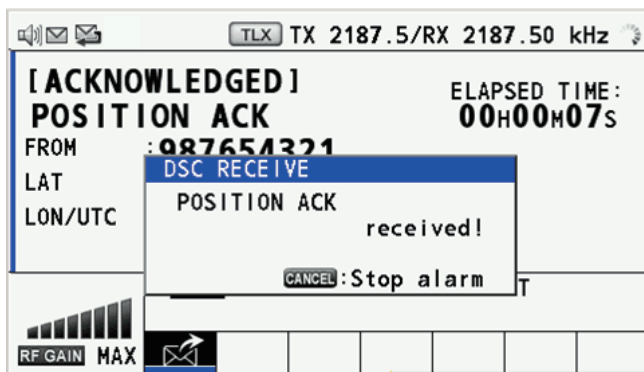 TLX TX 2187.5/RX 2187.50 kHz
[ACKNOWLEDGED]
POSITION ACK
ELAPSED TIME:
00H00M07S
FROM :987654321
LAT
LON/UTC
DSC RECEIVE
POSITION ACK
received!
CANCEL:Stop alarm
T
RF GAIN MAX